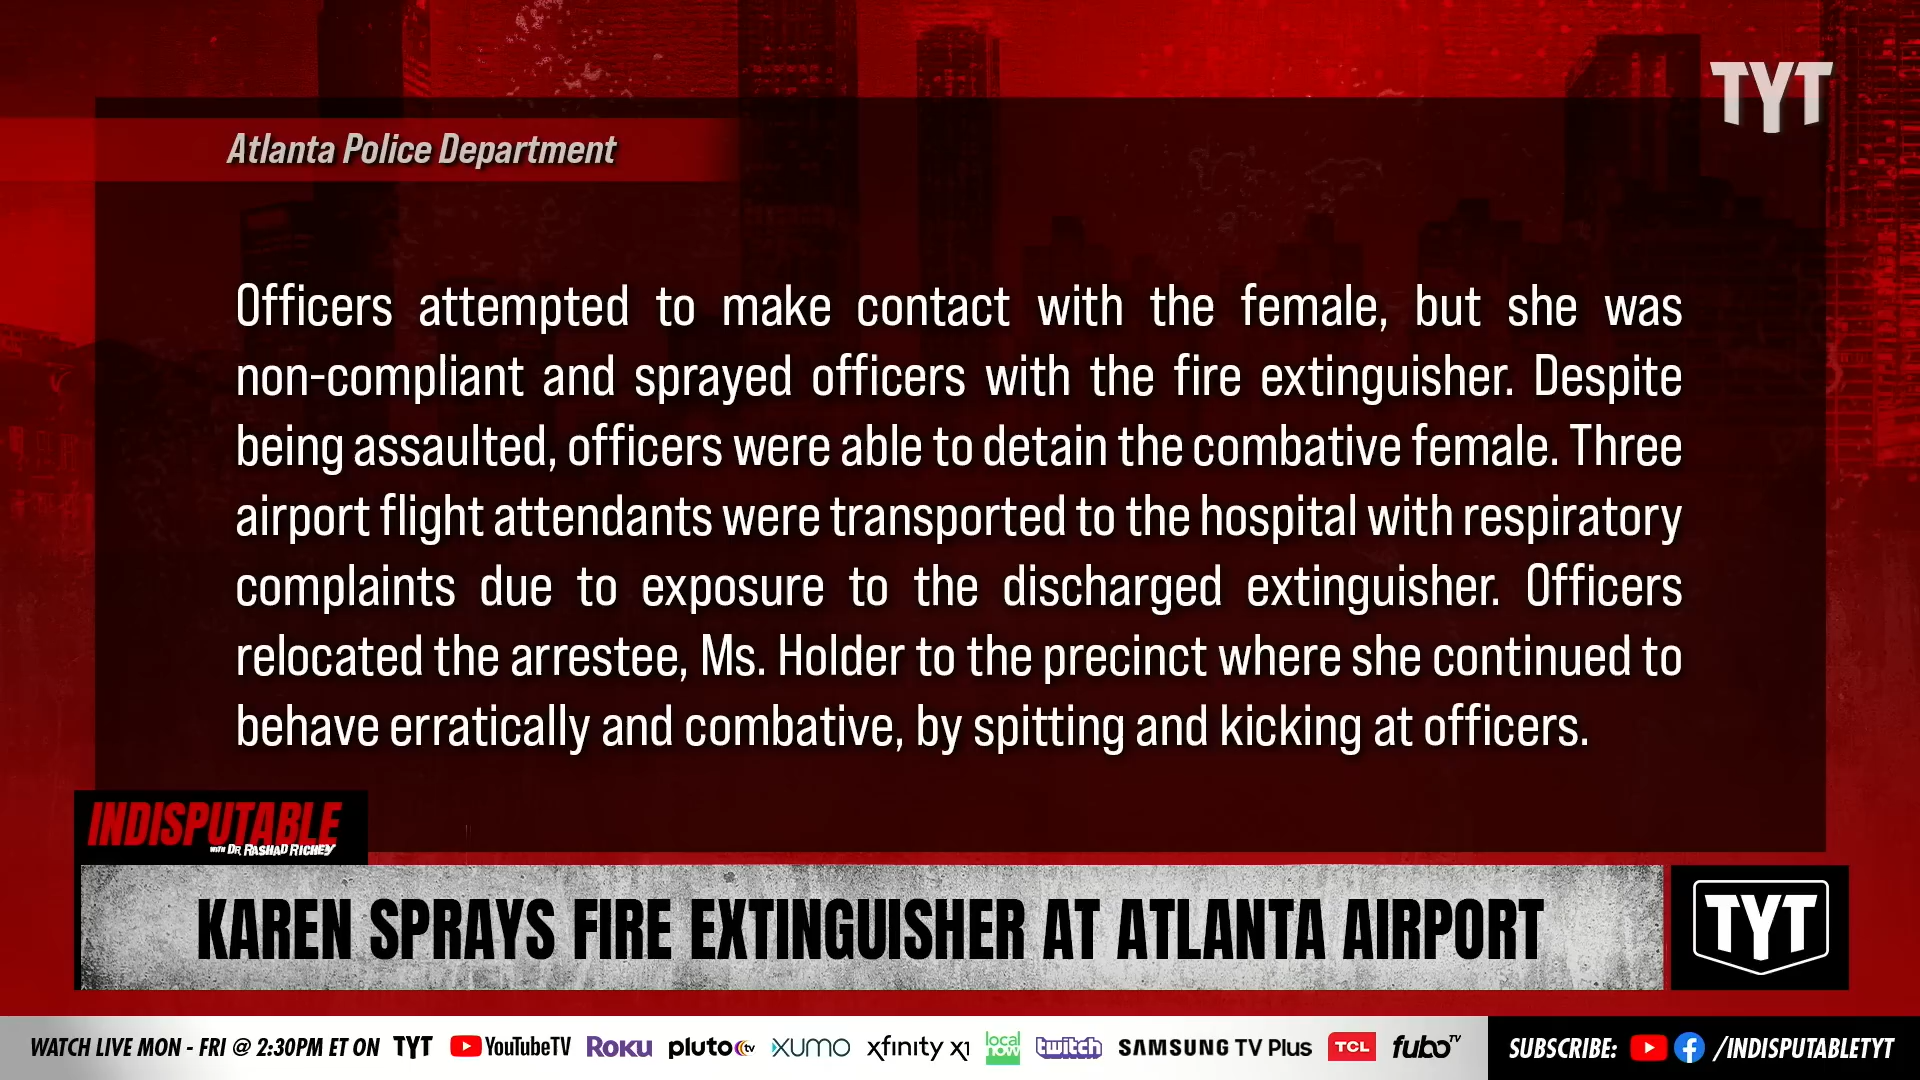 TYT
Atlanta Police Department
Officers attempted to make contact with the female, but she was
non-compliant and sprayed officers with the fire extinguisher. Despite
being assaulted, officers were able to detain the combative female. Three
airport flight attendants were transported to the hospital with respiratory
complaints due to exposure to the discharged extinguisher. Officers
relocated the arrestee, Ms. Holder to the precinct where she continued to
behave erratically and combative, by spitting and kicking at officers.
INDISPUTABLE
WITH DR. RASHAD RICHEY
KAREN SPRAYS FIRE EXTINGUISHER AT ATLANTA AIRPORT
TYT
WATCH LIVE MON - FRI @ 2:30PM ET ON TYT YouTubeTV ROKU pluto tv XUMO xfinity X1 local now twitch SAMSUNG TV Plus TCL fubo TV SUBSCRIBE: /INDISPUTABLETYT